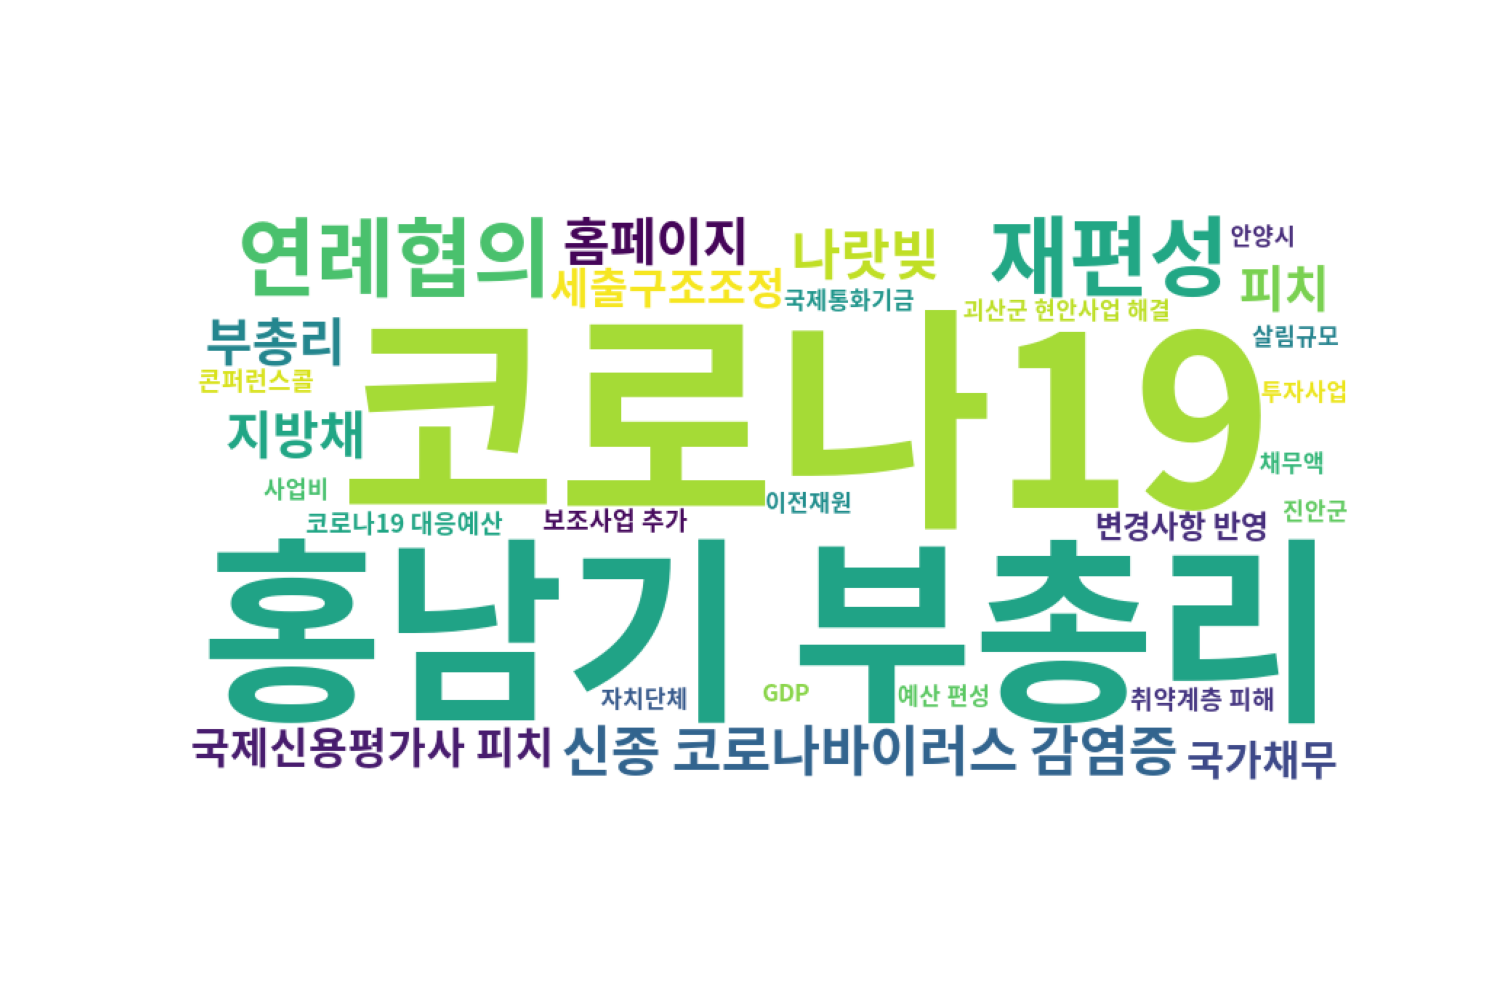 연례협의
홈페이지
나랏빚
재편성
안양시
세출구조조정
국제통화기금
괴산군 현안사업 해결
피치
부총리
살림규모
콘퍼런스콜
코로나19
투자사업
지방채
채무액
사업비
이전재원
진안군
코로나19 대응예산
보조사업 추가
변경사항 반영
홍남기 부총리
자치단체
GDP
예산 편성
취약계층 피해
국제신용평가사 피치
신종 코로나바이러스 감염증
국가채무